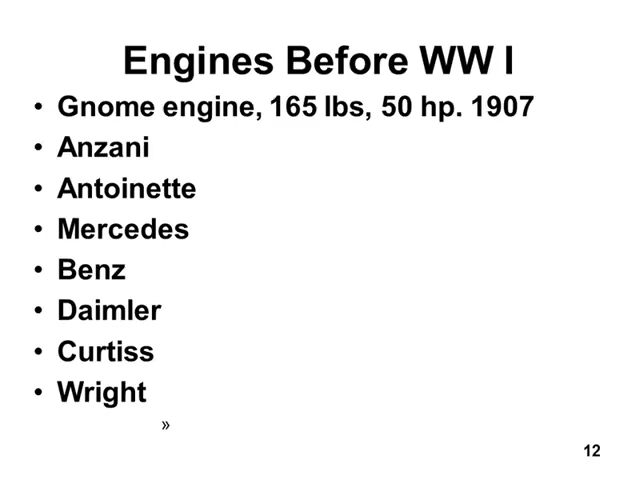 Engines Before WW I
• Gnome engine, 165 lbs, 50 hp. 1907
• Anzani
• Antoinette
• Mercedes
• Benz
• Daimler
• Curtiss
• Wright
»
12